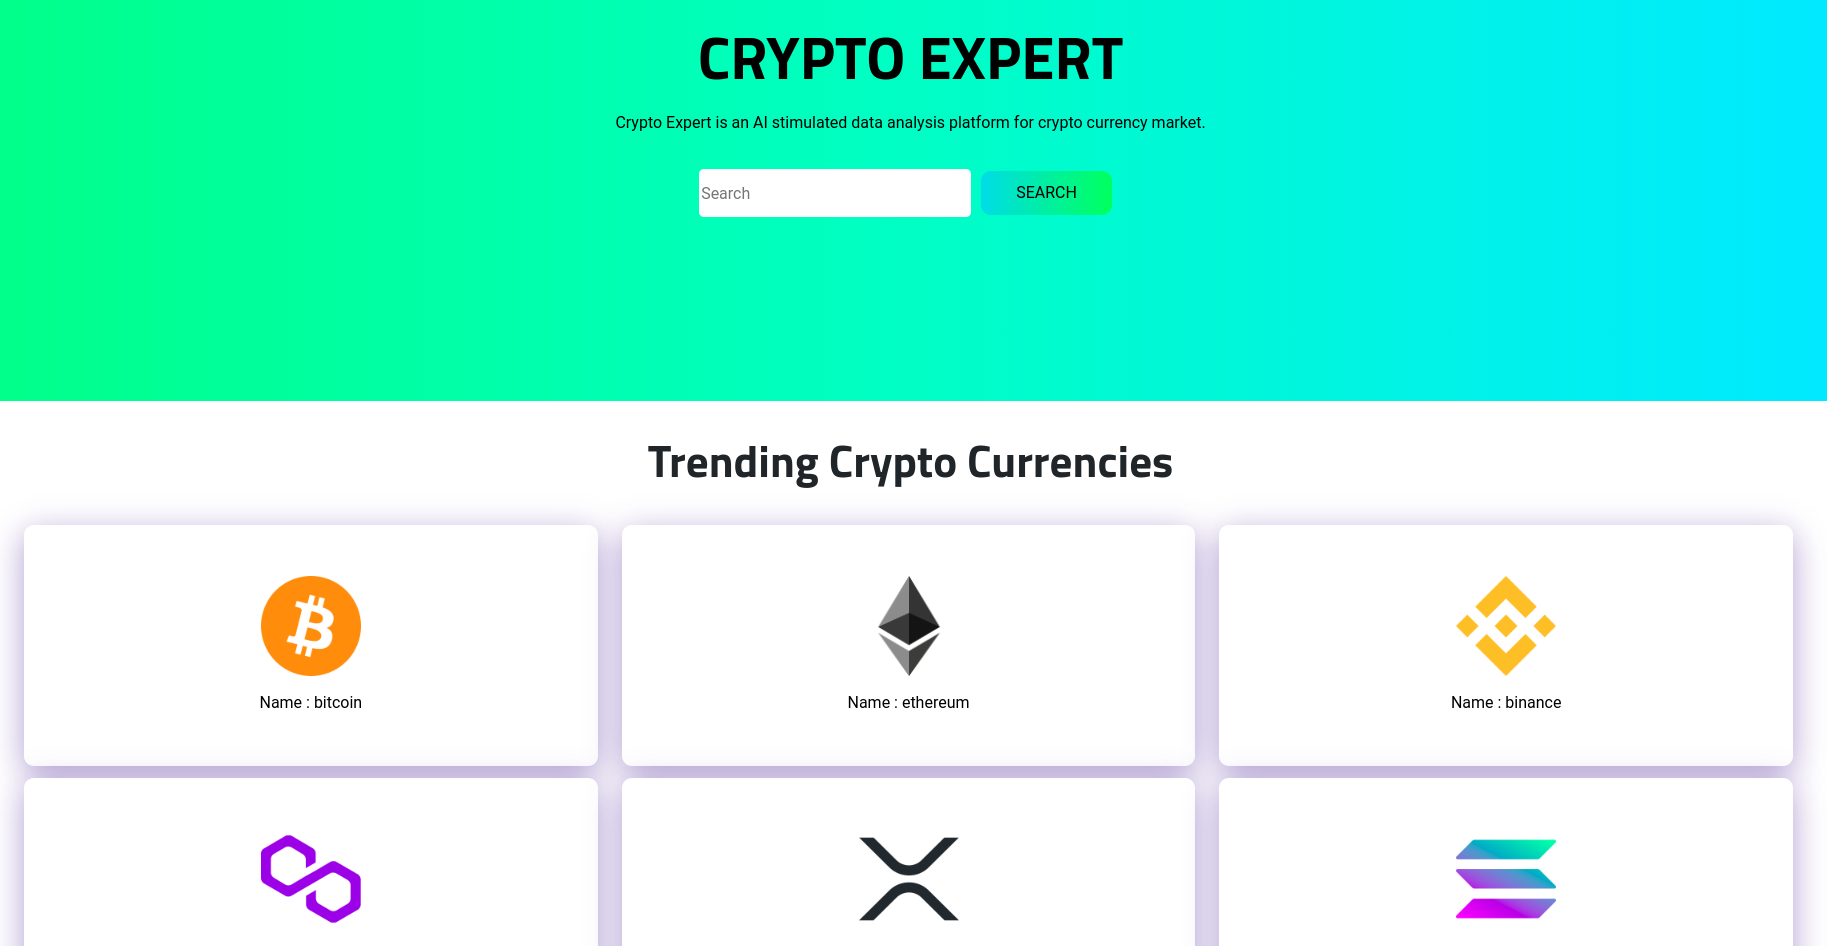 CRYPTO EXPERT
Crypto Expert is an AI stimulated data analysis platform for crypto currency market.
Search
SEARCH
Trending Crypto Currencies
Name : bitcoin
Name : ethereum
Name : binance